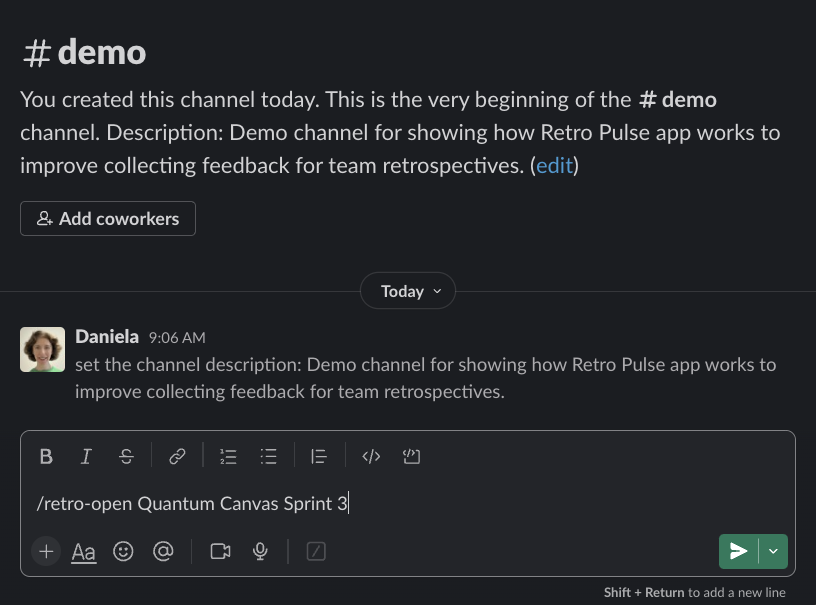 # demo
You created this channel today. This is the very beginning of the # demo
channel. Description: Demo channel for showing how Retro Pulse app works to
improve collecting feedback for team retrospectives. (edit)
Add coworkers
Today
Daniela 9:06 AM
set the channel description: Demo channel for showing how Retro Pulse app works to
improve collecting feedback for team retrospectives.
B I S
/retro-open Quantum Canvas Sprint 3
+ Aa @
Shift + Return to add a new line